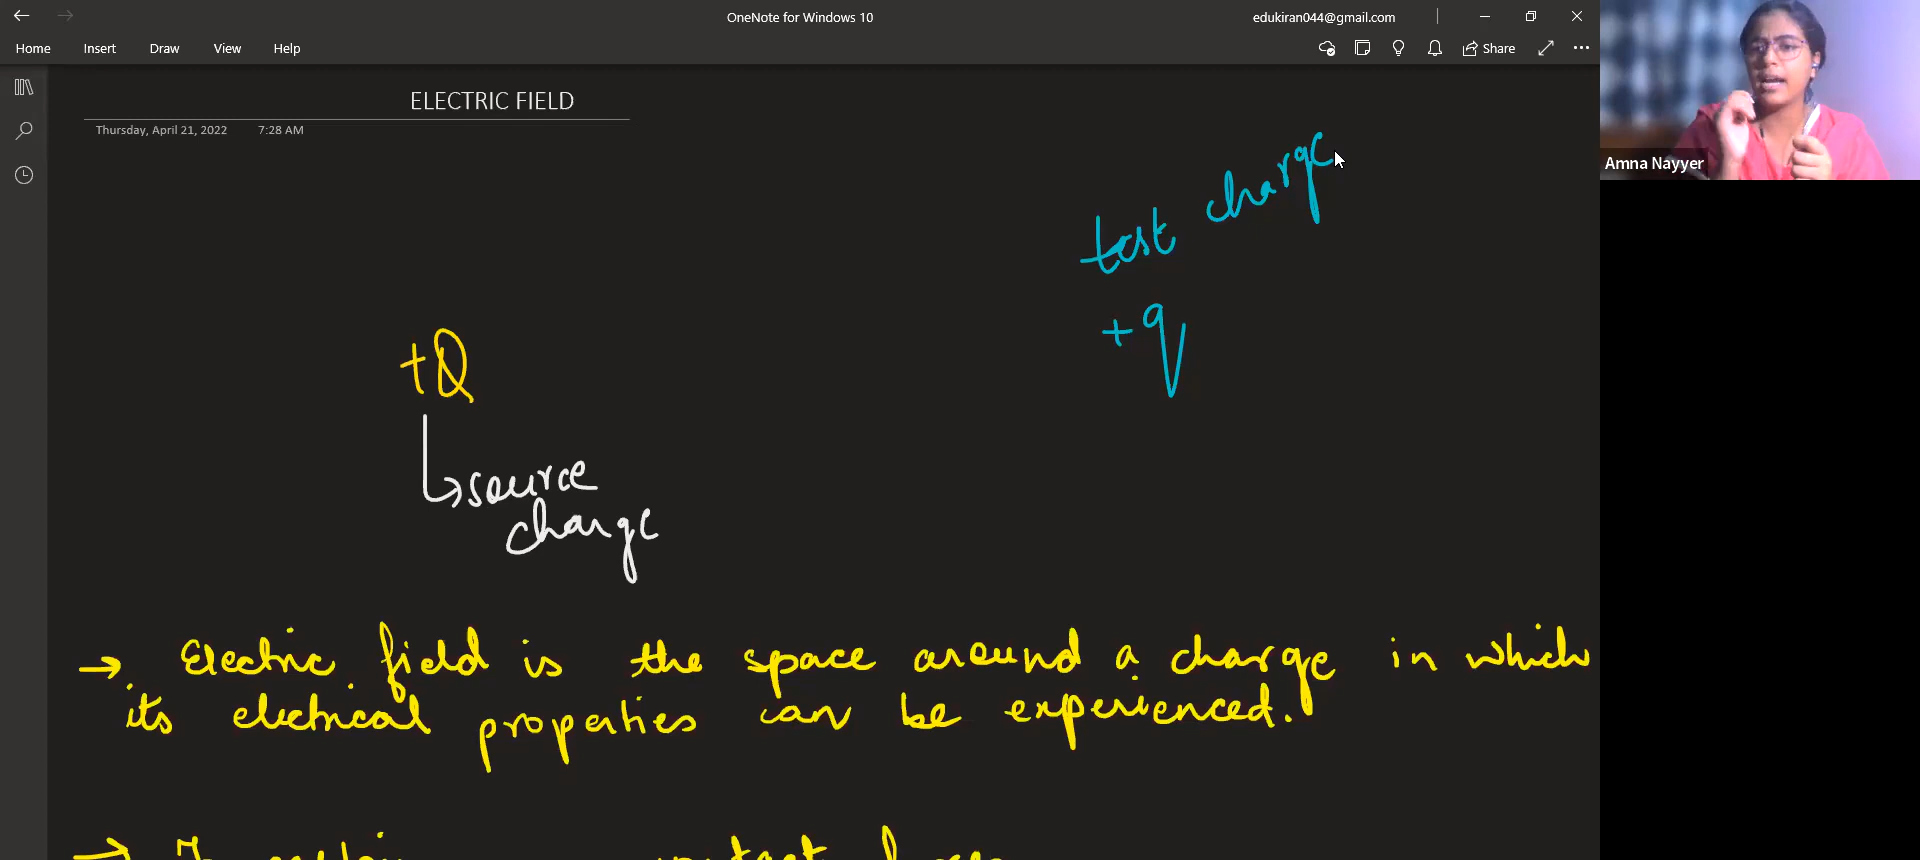 OneNote for Windows 10
edukiran044@gmail.com
Home Insert Draw View Help
Share
ELECTRIC FIELD
Thursday, April 21, 2022 7:28 AM
Amna Nayyer
test charge
+q
+Q
source
charge
→ Electric field is the space around a charge in which
its electrical properties can be experienced.